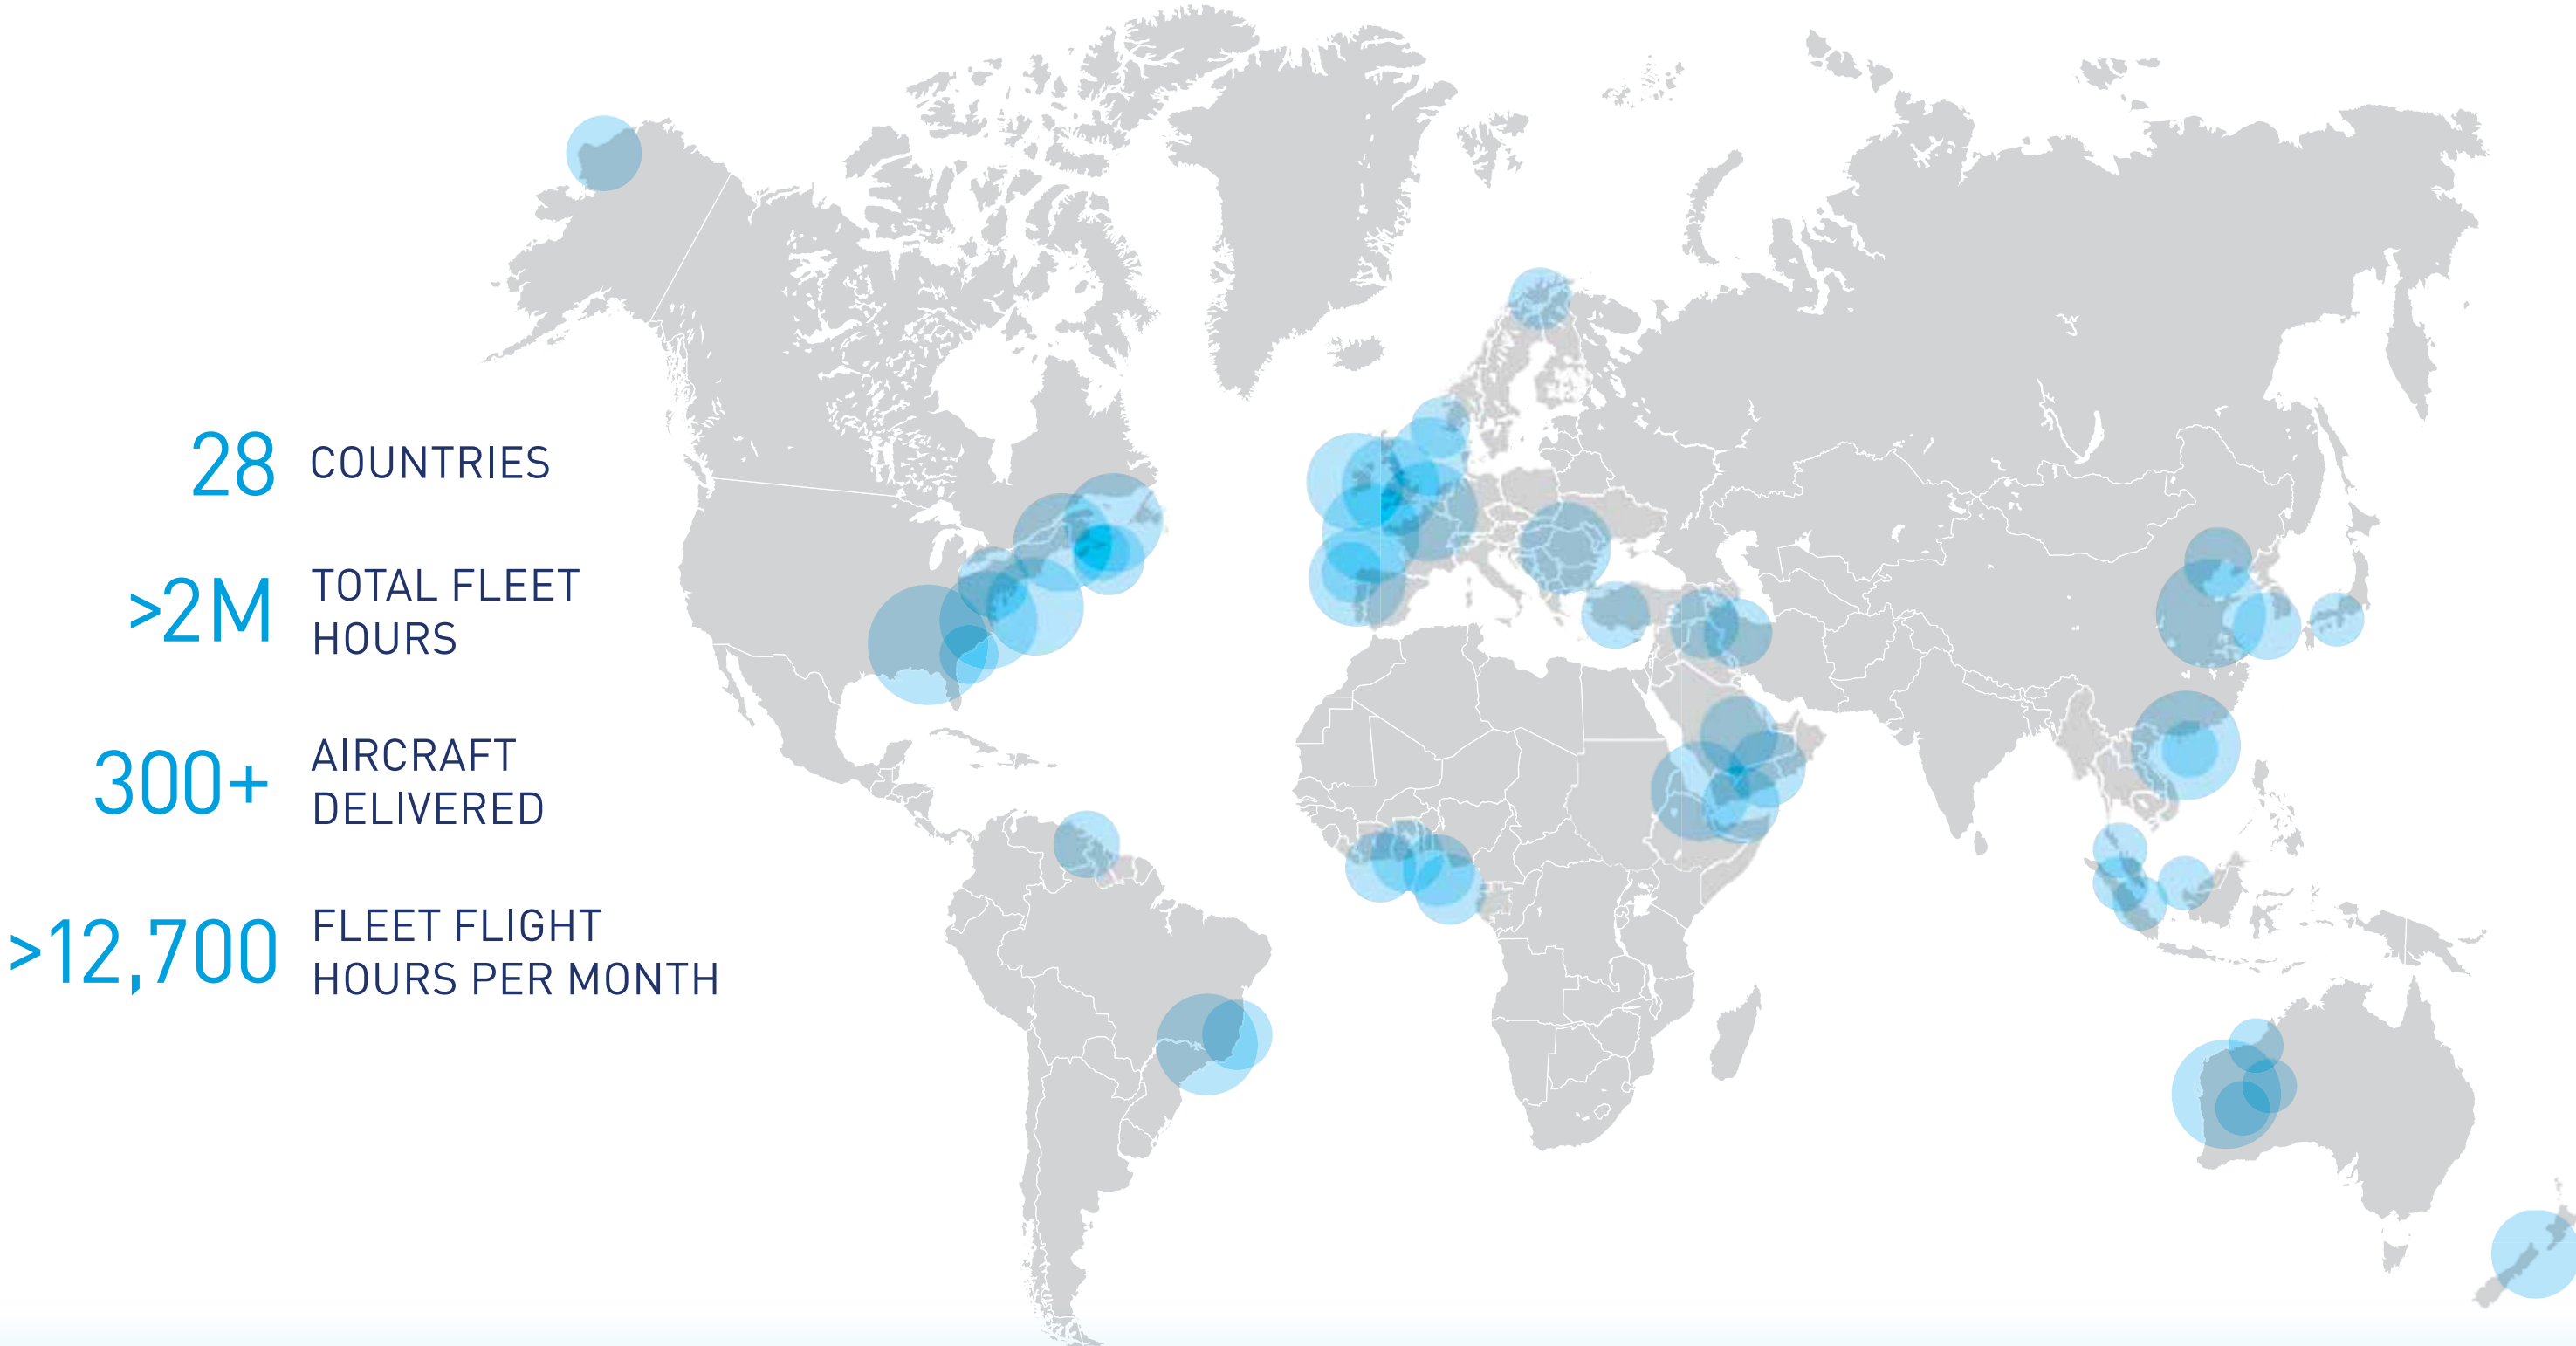 28 COUNTRIES
>2M TOTAL FLEET
HOURS
300+ AIRCRAFT
DELIVERED
>12,700 FLEET FLIGHT
HOURS PER MONTH